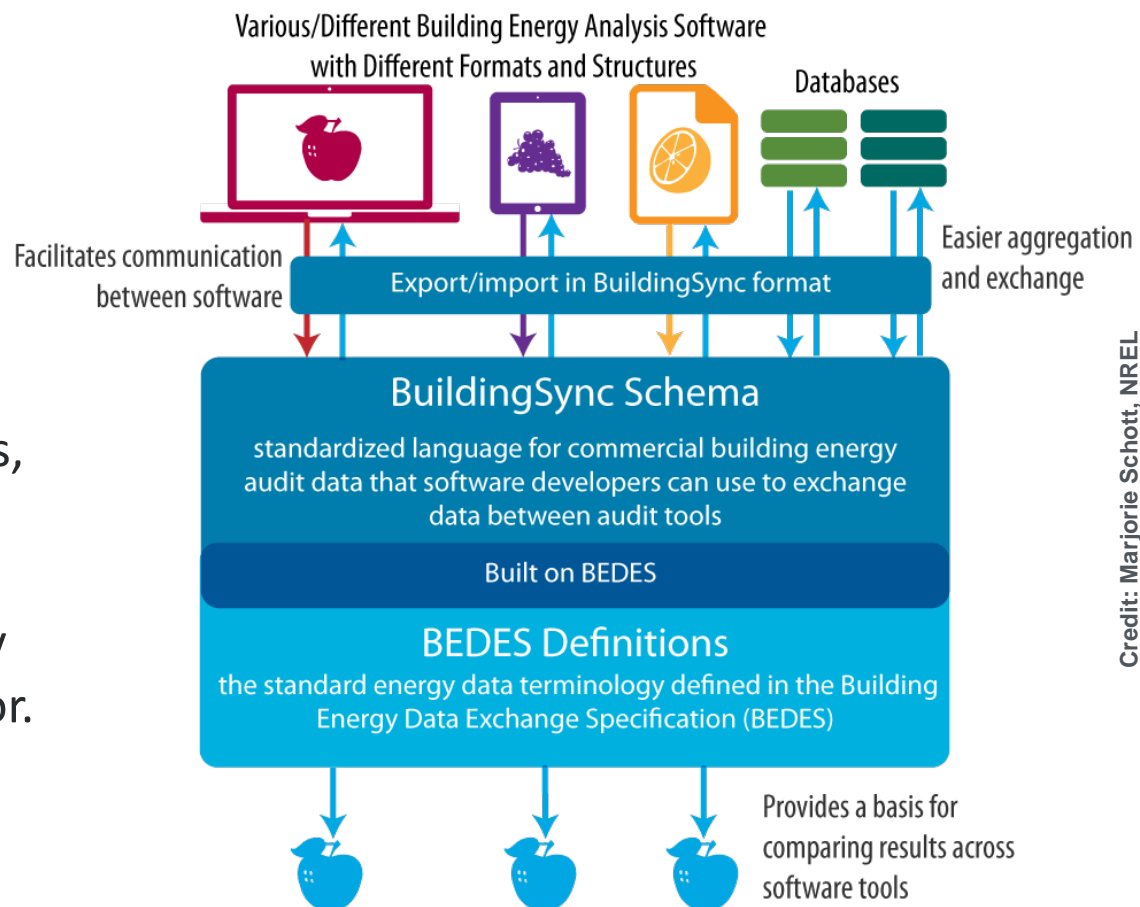 Various/Different Building Energy Analysis Software
with Different Formats and Structures
Databases
Facilitates communication
between software
Export/import in BuildingSync format
Easier aggregation
and exchange
BuildingSync Schema
standardized language for commercial building energy
audit data that software developers can use to exchange
data between audit tools
Built on BEDES
BEDES Definitions
the standard energy data terminology defined in the Building
Energy Data Exchange Specification (BEDES)
Provides a basis for
comparing results across
software tools
Credit: Marjorie Schott, NREL